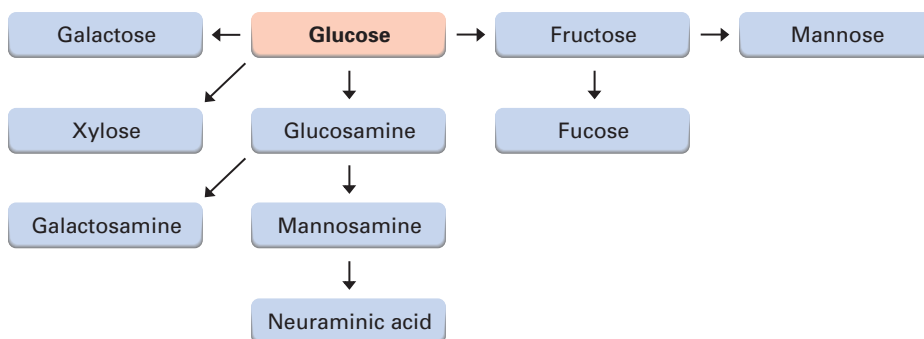 Galactose
Glucose
Fructose
Mannose
Xylose
Glucosamine
Fucose
Galactosamine
Mannosamine
Neuraminic acid